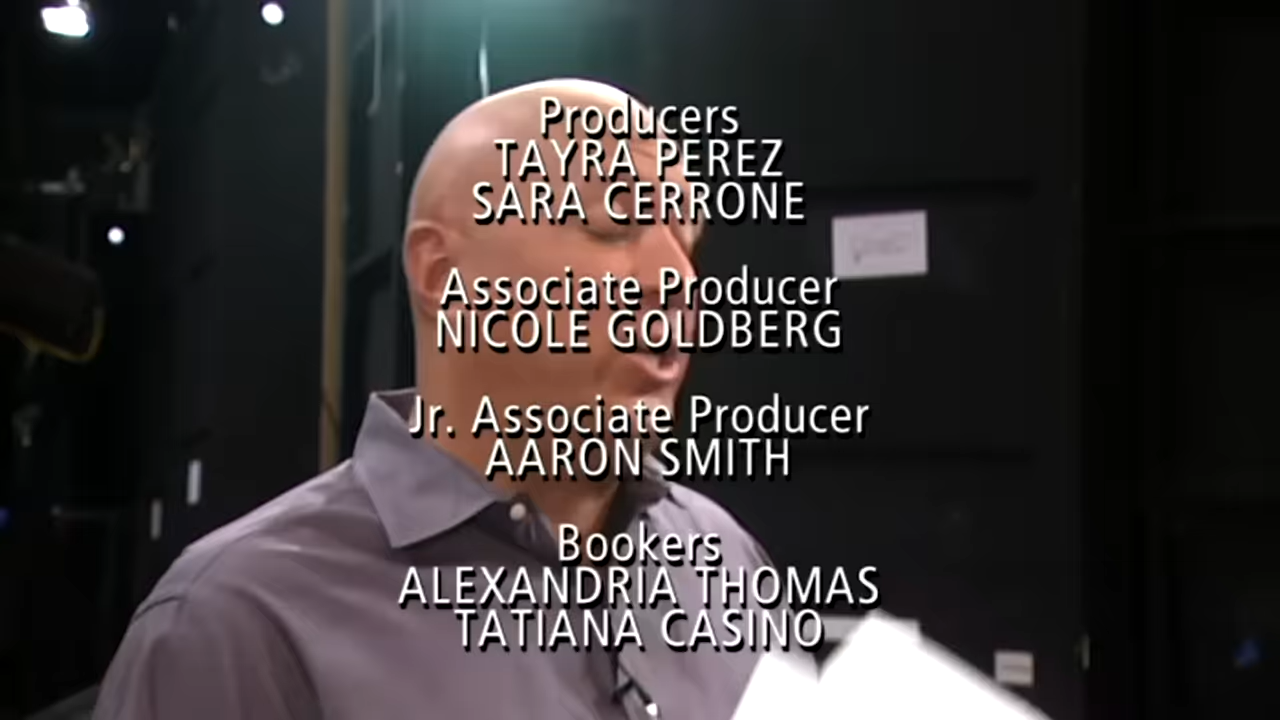 Producers
TAYRA PEREZ
SARA CERRONE
Associate Producer
NICOLE GOLDBERG
Jr. Associate Producer
AARON SMITH
Bookers
ALEXANDRIA THOMAS
TATIANA CASINO